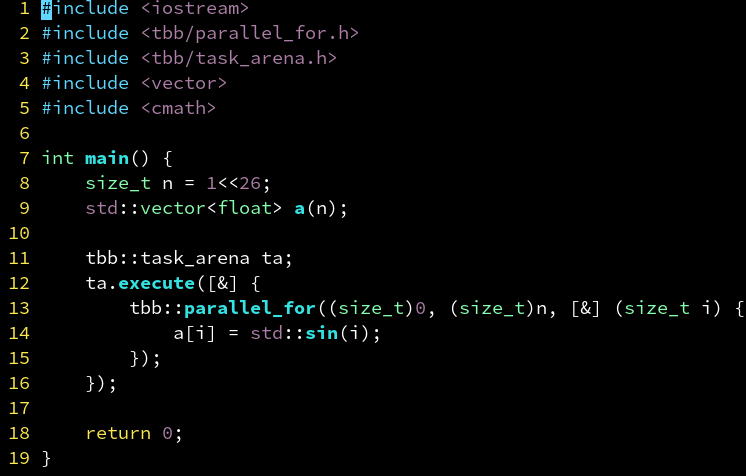 1 #include <iostream>
2 #include <tbb/parallel_for.h>
3 #include <tbb/task_arena.h>
4 #include <vector>
5 #include <cmath>
6
7 int main() {
8     size_t n = 1<<26;
9     std::vector<float> a(n);
10
11     tbb::task_arena ta;
12     ta.execute([&] {
13         tbb::parallel_for((size_t)0, (size_t)n, [&] (size_t i) {
14             a[i] = std::sin(i);
15         });
16     });
17
18     return 0;
19 }